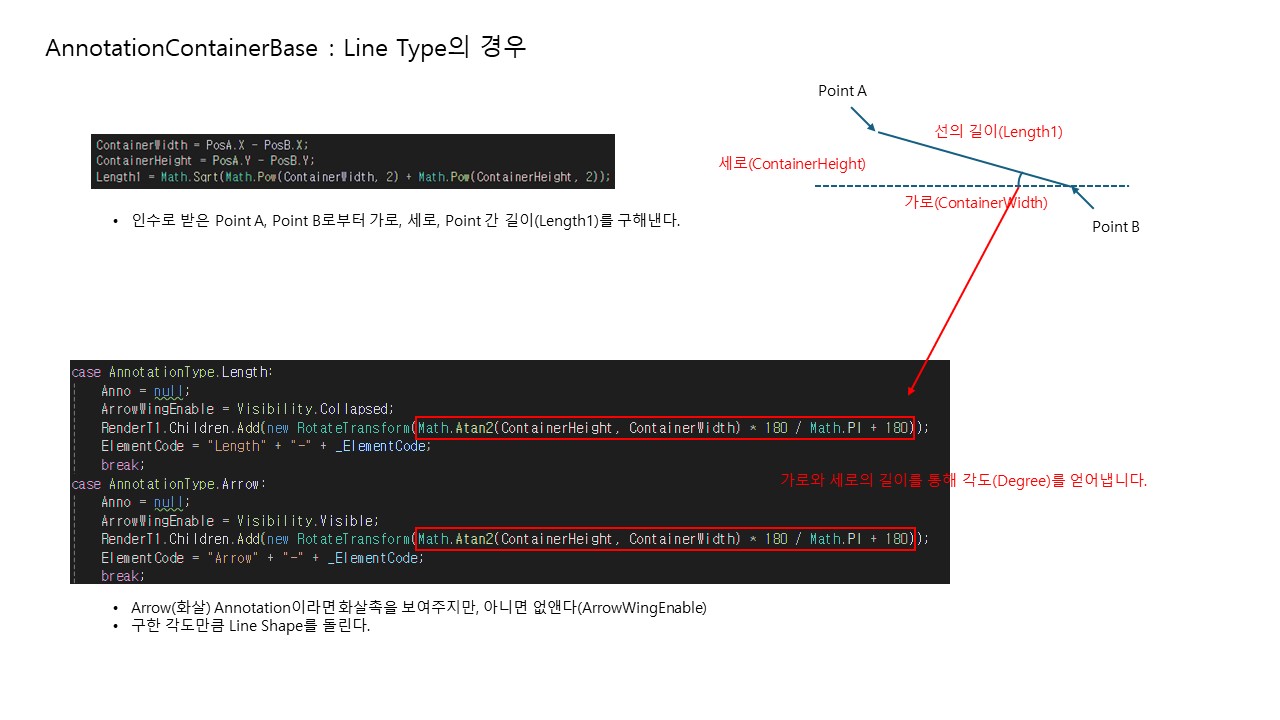 AnnotationContainerBase : Line Type의 경우
Point A
선의 길이(Length1)
세로(ContainerHeight)
가로(ContainerWidth)
Point B
ContainerWidth = PosA.X - PosB.X;
ContainerHeight = PosA.Y - PosB.Y;
Length1 = Math.Sqrt(Math.Pow(ContainerWidth, 2) + Math.Pow(ContainerHeight, 2));
• 인수로 받은 Point A, Point B로부터 가로, 세로, Point 간 길이(Length1)를 구해낸다.
case AnnotationType.Length:
Anno = null;
ArrowWingEnable = Visibility.Collapsed;
RenderT1.Children.Add(new RotateTransform(Math.Atan2(ContainerHeight, ContainerWidth) * 180 / Math.PI + 180));
ElementCode = "Length" + "-" + _ElementCode;
break;
case AnnotationType.Arrow:
Anno = null;
ArrowWingEnable = Visibility.Visible;
RenderT1.Children.Add(new RotateTransform(Math.Atan2(ContainerHeight, ContainerWidth) * 180 / Math.PI + 180));
ElementCode = "Arrow" + "-" + _ElementCode;
break;
가로와 세로의 길이를 통해 각도(Degree)를 얻어냅니다.
• Arrow(화살) Annotation이라면 화살촉을 보여주지만, 아니면 없앤다(ArrowWingEnable)
• 구한 각도만큼 Line Shape를 돌린다.